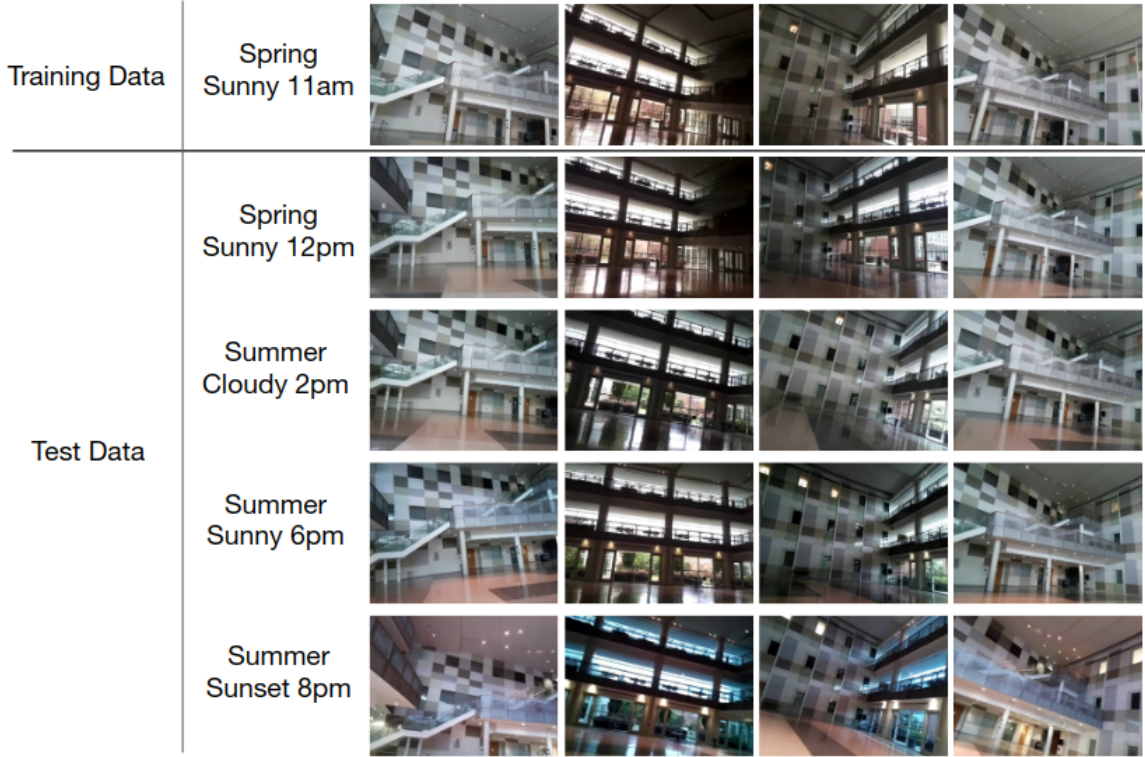 Training Data
Spring
Sunny 11am
Test Data
Spring
Sunny 12pm
Summer
Cloudy 2pm
Summer
Sunny 6pm
Summer
Sunset 8pm